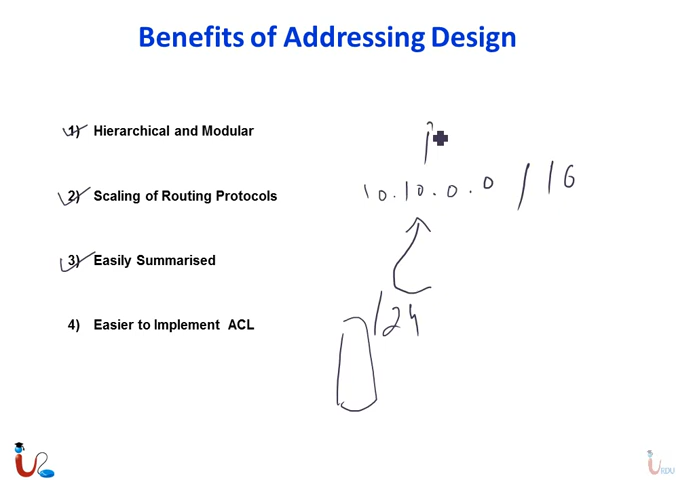 Benefits of Addressing Design
1) Hierarchical and Modular
2) Scaling of Routing Protocols
3) Easily Summarised
4) Easier to Implement ACL
10.10.0.0/16
/24
URDU